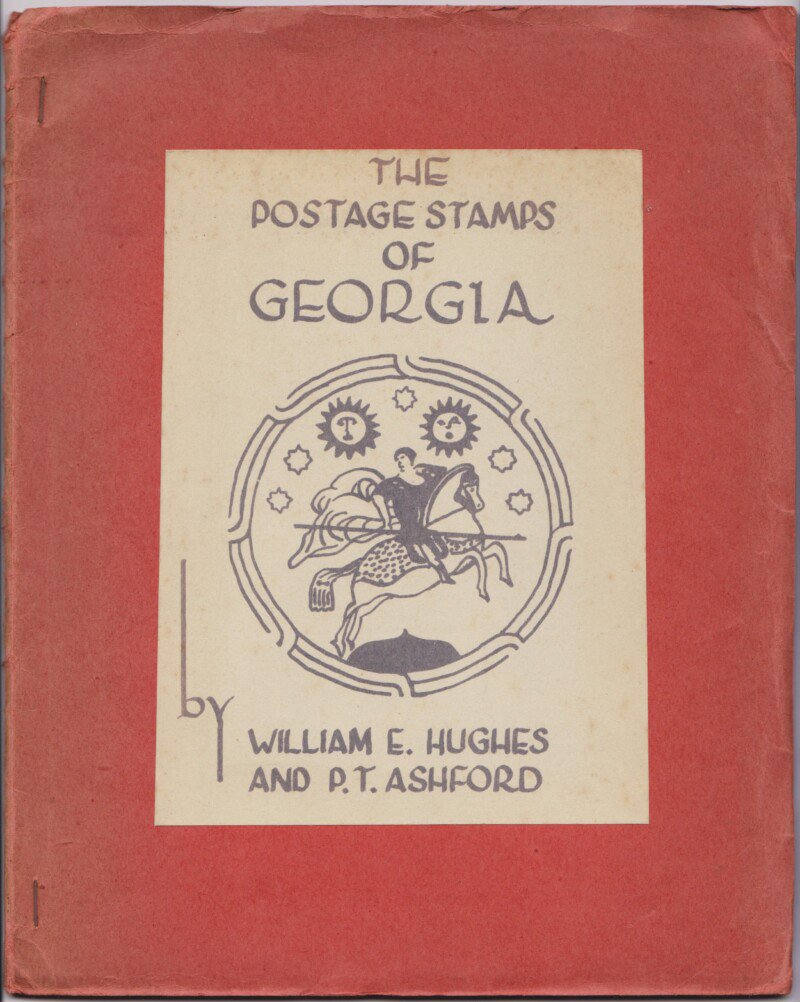 THE
POSTAGE STAMPS
OF
GEORGIA
by
WILLIAM E. HUGHES
AND P.T. ASHFORD